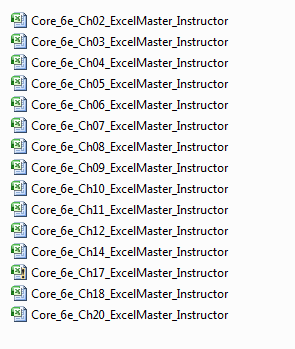 Core_6e_Ch02_ExcelMaster_Instructor
Core_6e_Ch03_ExcelMaster_Instructor
Core_6e_Ch04_ExcelMaster_Instructor
Core_6e_Ch05_ExcelMaster_Instructor
Core_6e_Ch06_ExcelMaster_Instructor
Core_6e_Ch07_ExcelMaster_Instructor
Core_6e_Ch08_ExcelMaster_Instructor
Core_6e_Ch09_ExcelMaster_Instructor
Core_6e_Ch10_ExcelMaster_Instructor
Core_6e_Ch11_ExcelMaster_Instructor
Core_6e_Ch12_ExcelMaster_Instructor
Core_6e_Ch14_ExcelMaster_Instructor
Core_6e_Ch17_ExcelMaster_Instructor
Core_6e_Ch18_ExcelMaster_Instructor
Core_6e_Ch20_ExcelMaster_Instructor